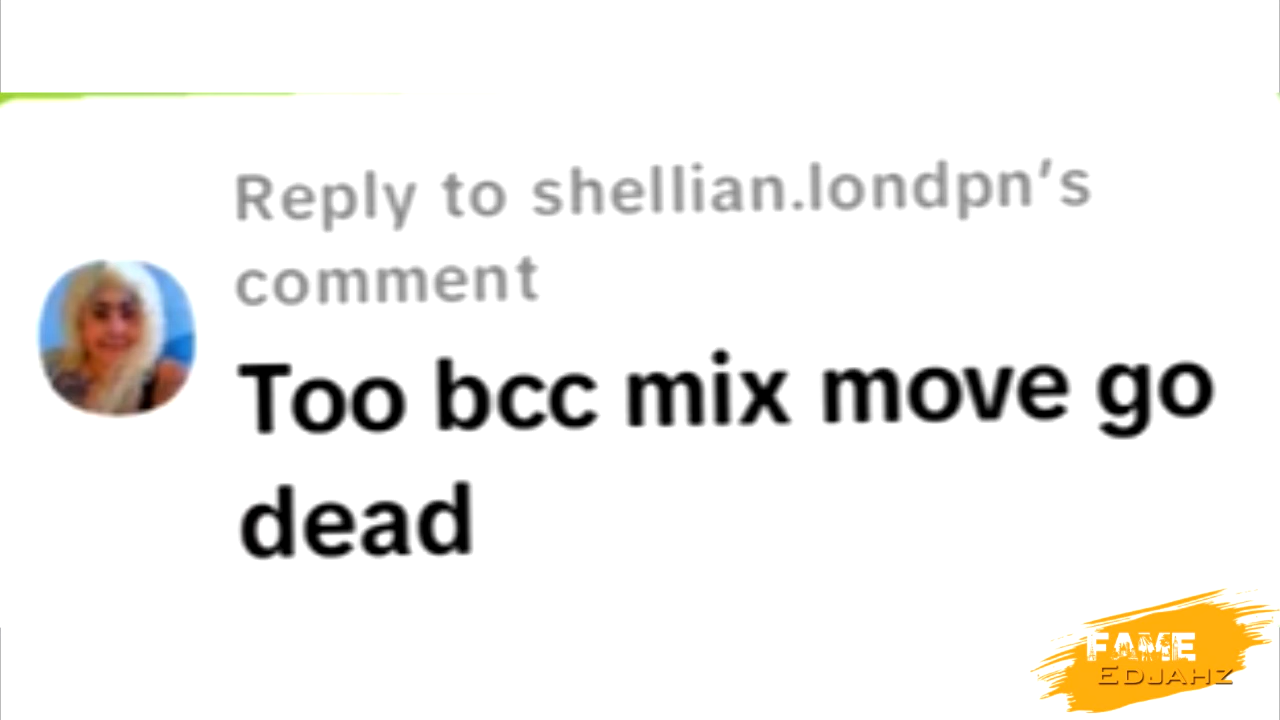 Reply to shellian.londpn's
comment
Too bcc mix move go
dead
FAME
EDJAHZ